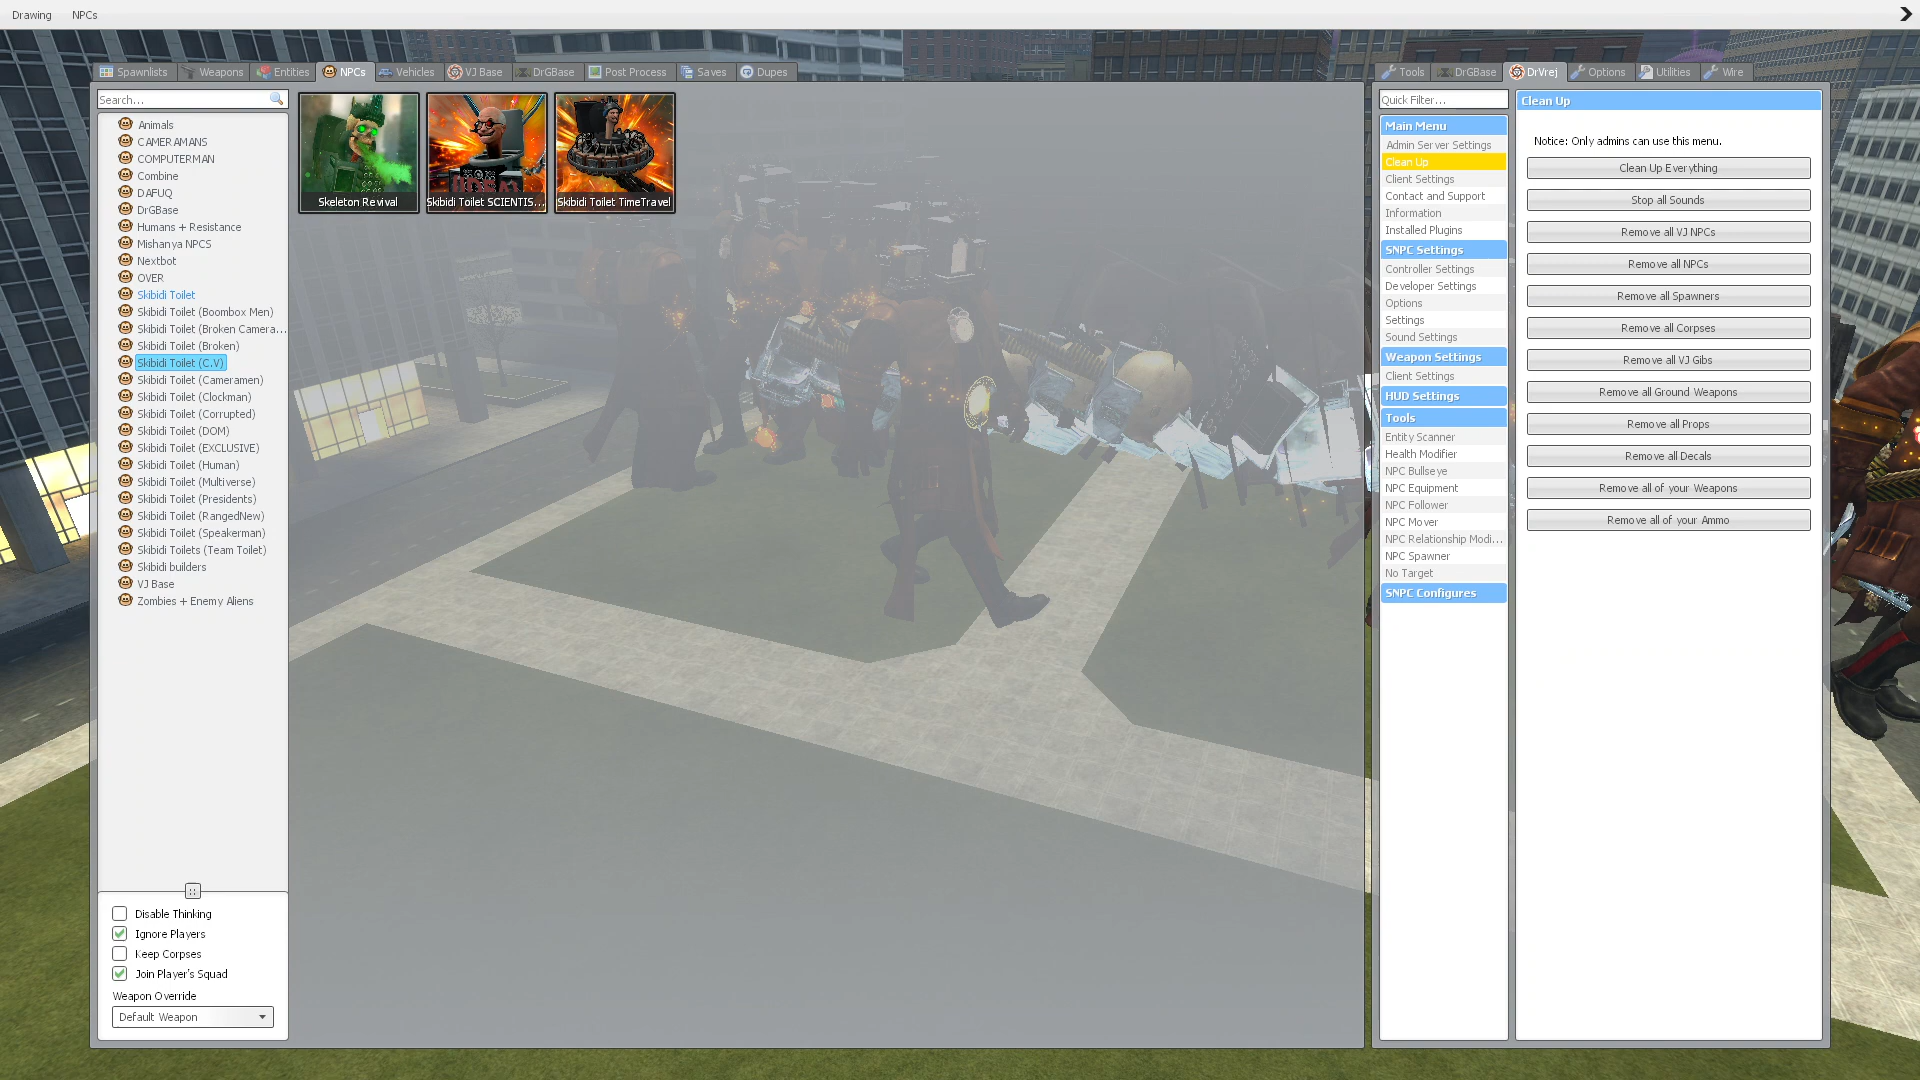 Drawing NPCs
Spawnlists Weapons Entities NPCs Vehicles VJ Base DrGBase Post Process Saves Dupes
Search...
Animals
CAMERAMANS
COMPUTERMAN
Combine
DAFUQ
DrGBase
Humans + Resistance
Mishanya NPCS
Nextbot
OVER
Skibidi Toilet
Skibidi Toilet (Boombox Men)
Skibidi Toilet (Broken Camera...
Skibidi Toilet (Broken)
Skibidi Toilet (C.V)
Skibidi Toilet (Cameramen)
Skibidi Toilet (Clockman)
Skibidi Toilet (Corrupted)
Skibidi Toilet (DOM)
Skibidi Toilet (EXCLUSIVE)
Skibidi Toilet (Human)
Skibidi Toilet (Multiverse)
Skibidi Toilet (Presidents)
Skibidi Toilet (RangedNew)
Skibidi Toilet (Speakerman)
Skibidi Toilets (Team Toilet)
Skibidi builders
VJ Base
Zombies + Enemy Aliens
Disable Thinking
Ignore Players
Keep Corpses
Join Player's Squad
Weapon Override
Default Weapon
Skeleton Revival
Skibidi Toilet SCIENTIS...
Skibidi Toilet TimeTravel
Tools DrGBase DrVrej Options Utilities Wire
Quick Filter...
Main Menu
Admin Server Settings
Clean Up
Client Settings
Contact and Support
Information
Installed Plugins
SNPC Settings
Controller Settings
Developer Settings
Options
Settings
Sound Settings
Weapon Settings
Client Settings
HUD Settings
Tools
Entity Scanner
Health Modifier
NPC Bullseye
NPC Equipment
NPC Follower
NPC Mover
NPC Relationship Modi...
NPC Spawner
No Target
SNPC Configures
Clean Up
Notice: Only admins can use this menu.
Clean Up Everything
Stop all Sounds
Remove all VJ NPCs
Remove all NPCs
Remove all Spawners
Remove all Corpses
Remove all VJ Gibs
Remove all Ground Weapons
Remove all Props
Remove all Decals
Remove all of your Weapons
Remove all of your Ammo